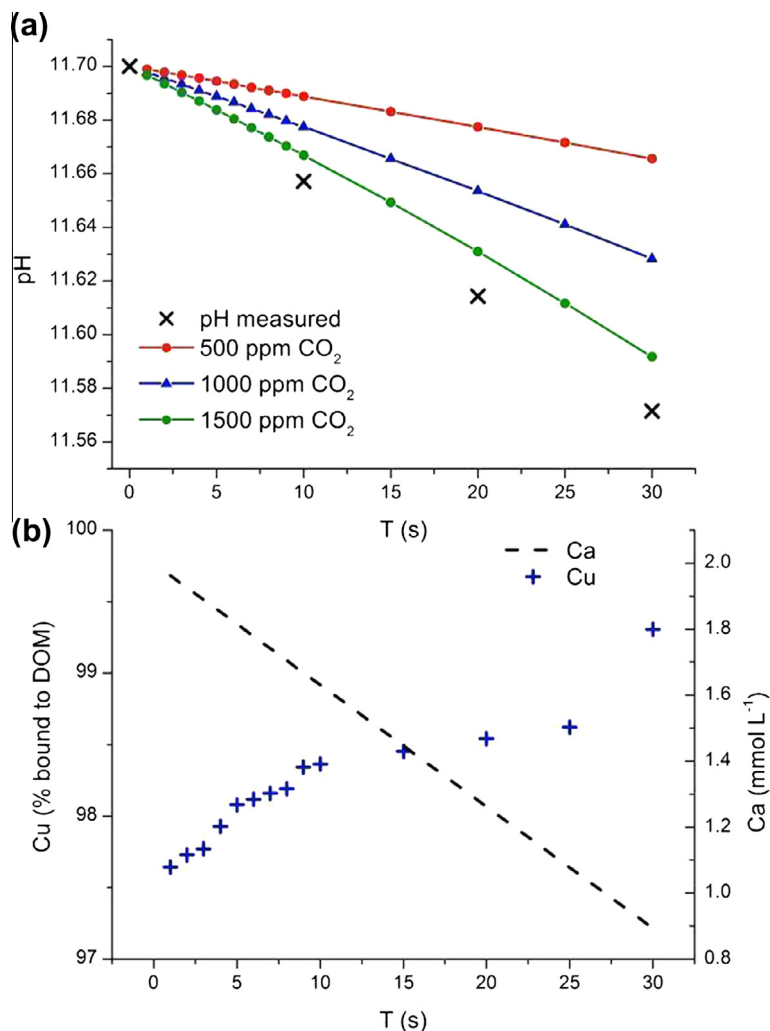 (a)
11.70
11.68
11.66
11.64
11.62
11.60
11.58
11.56
pH
pH measured
500 ppm CO₂
1000 ppm CO₂
1500 ppm CO₂
0 5 10 15 20 25 30
T (s)
(b)
100
99
98
97
Cu (% bound to DOM)
Ca
Cu
2.0
1.8
1.6
1.4
1.2
1.0
0.8
Ca (mmol L⁻¹)
0 5 10 15 20 25 30
T (s)